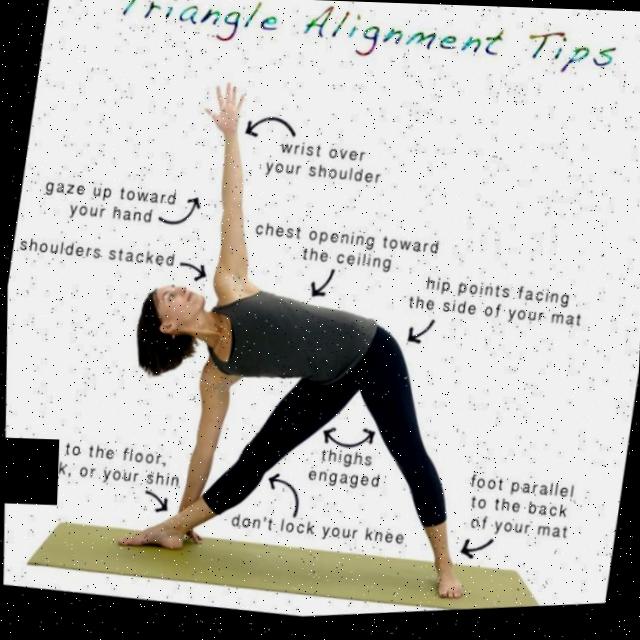 Triangle Alignment Tips
wrist over
your shoulder
gaze up toward
your hand
shoulders stacked
chest opening toward
the ceiling
hip points facing
the side of your mat
to the floor,
or your shin
thighs
engaged
don't lock your knee
foot parallel
to the back
of your mat